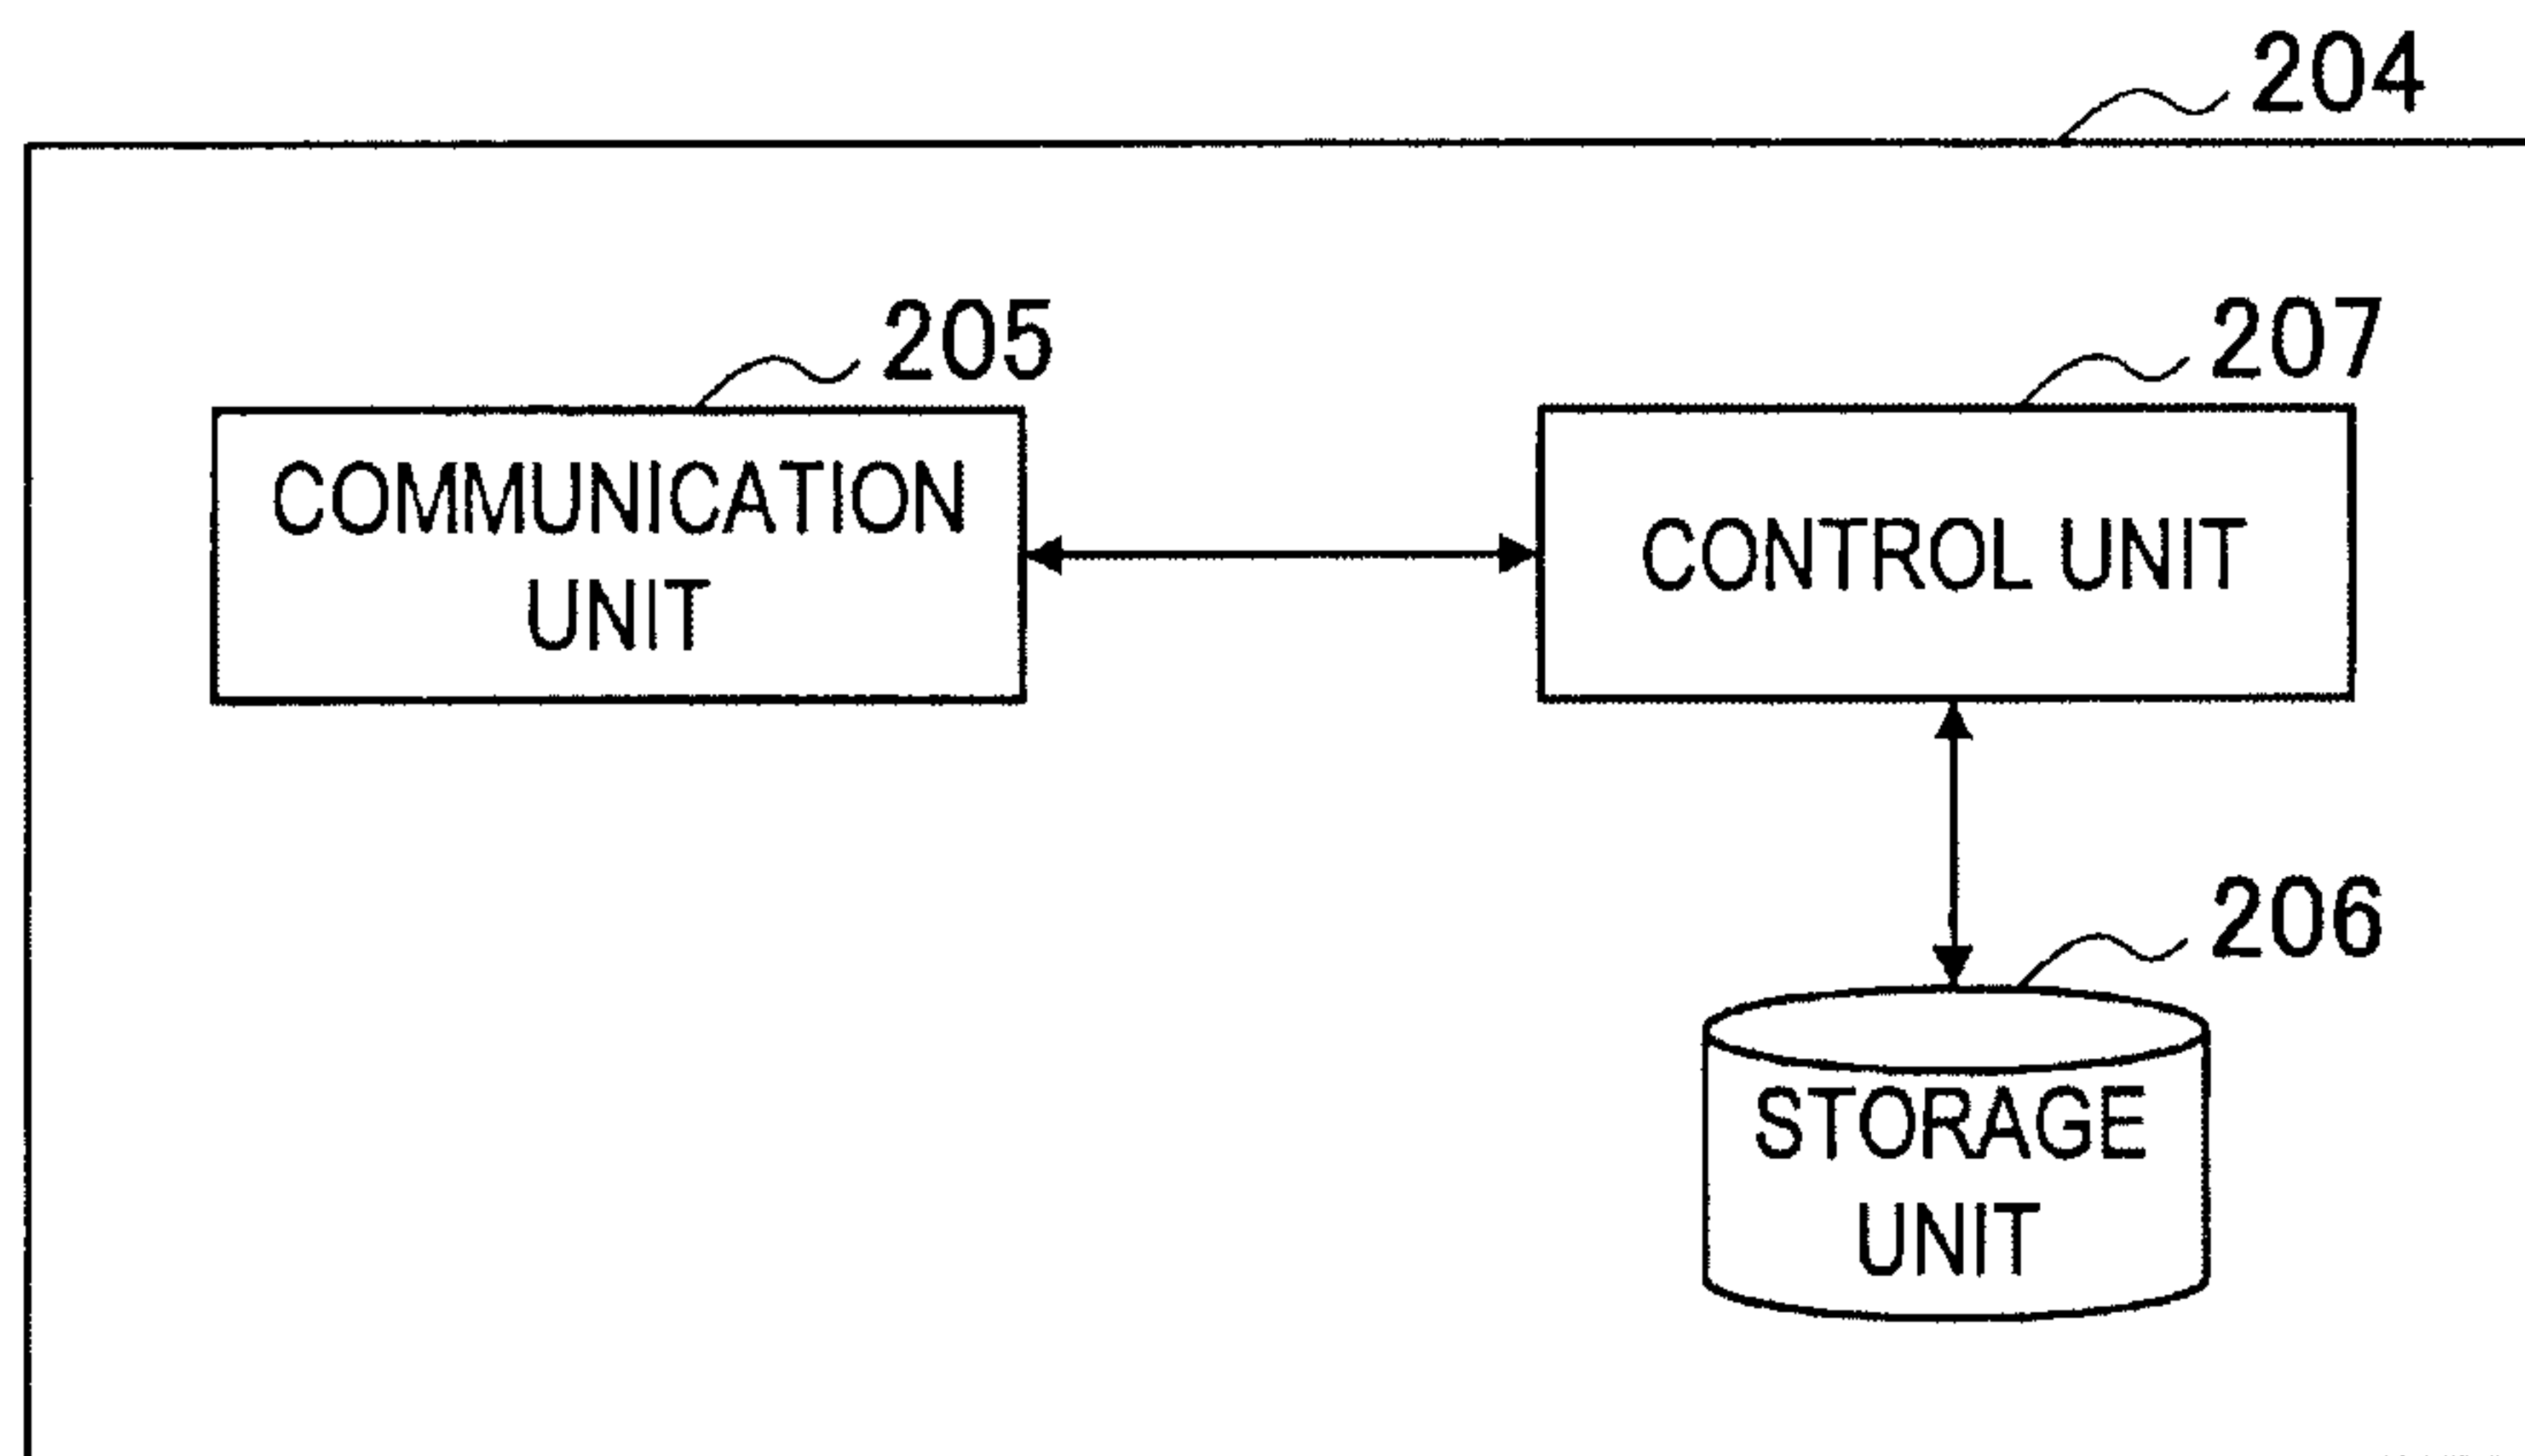 204
205
207
COMMUNICATION
UNIT
CONTROL UNIT
206
STORAGE
UNIT